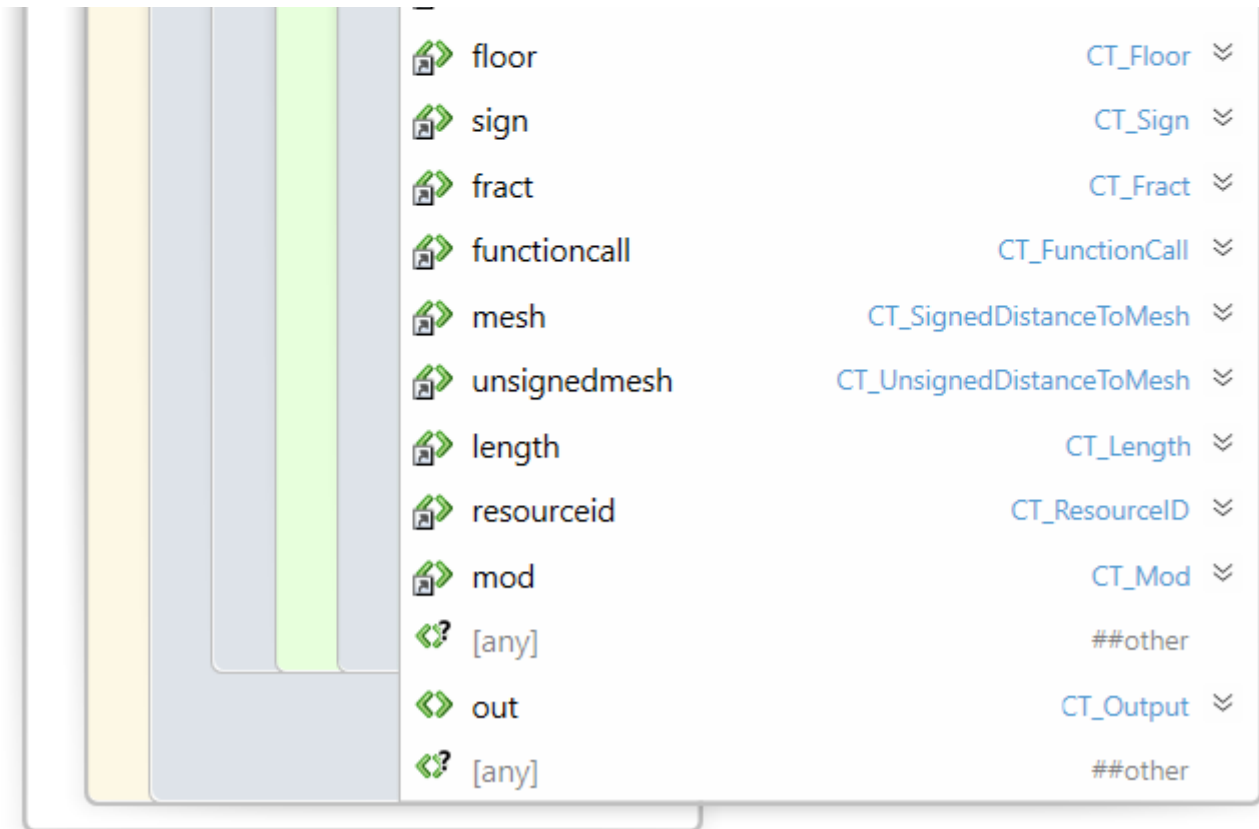 floor CT_Floor
sign CT_Sign
fract CT_Fract
functioncall CT_FunctionCall
mesh CT_SignedDistanceToMesh
unsignedmesh CT_UnsignedDistanceToMesh
length CT_Length
resourceid CT_ResourceID
mod CT_Mod
[any] ##other
out CT_Output
[any] ##other